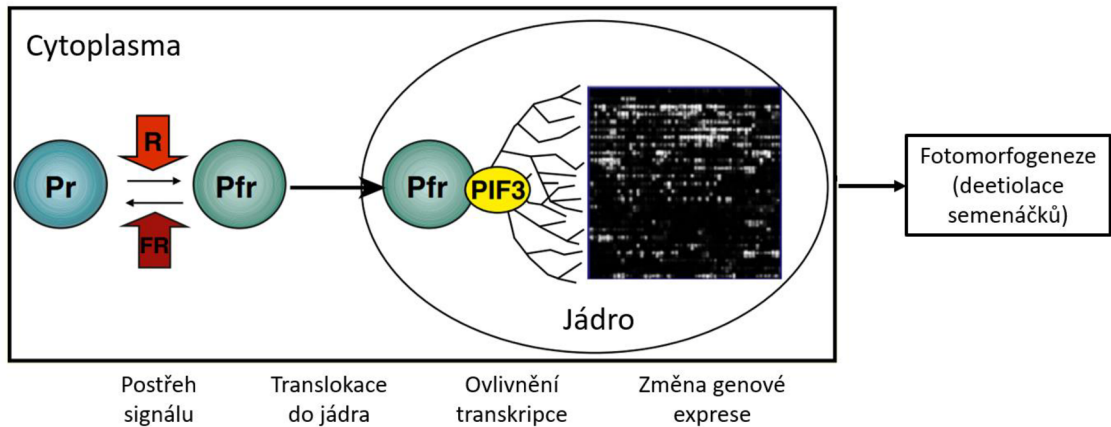 Cytoplasma
R
Pr
Pfr
FR
Pfr
PIF3
Jádro
Fotomorfogeneze
(deetiolace
semenáčků)
Postřeh
signálu
Translokace
do jádra
Ovlivnění
transkripce
Změna genové
exprese